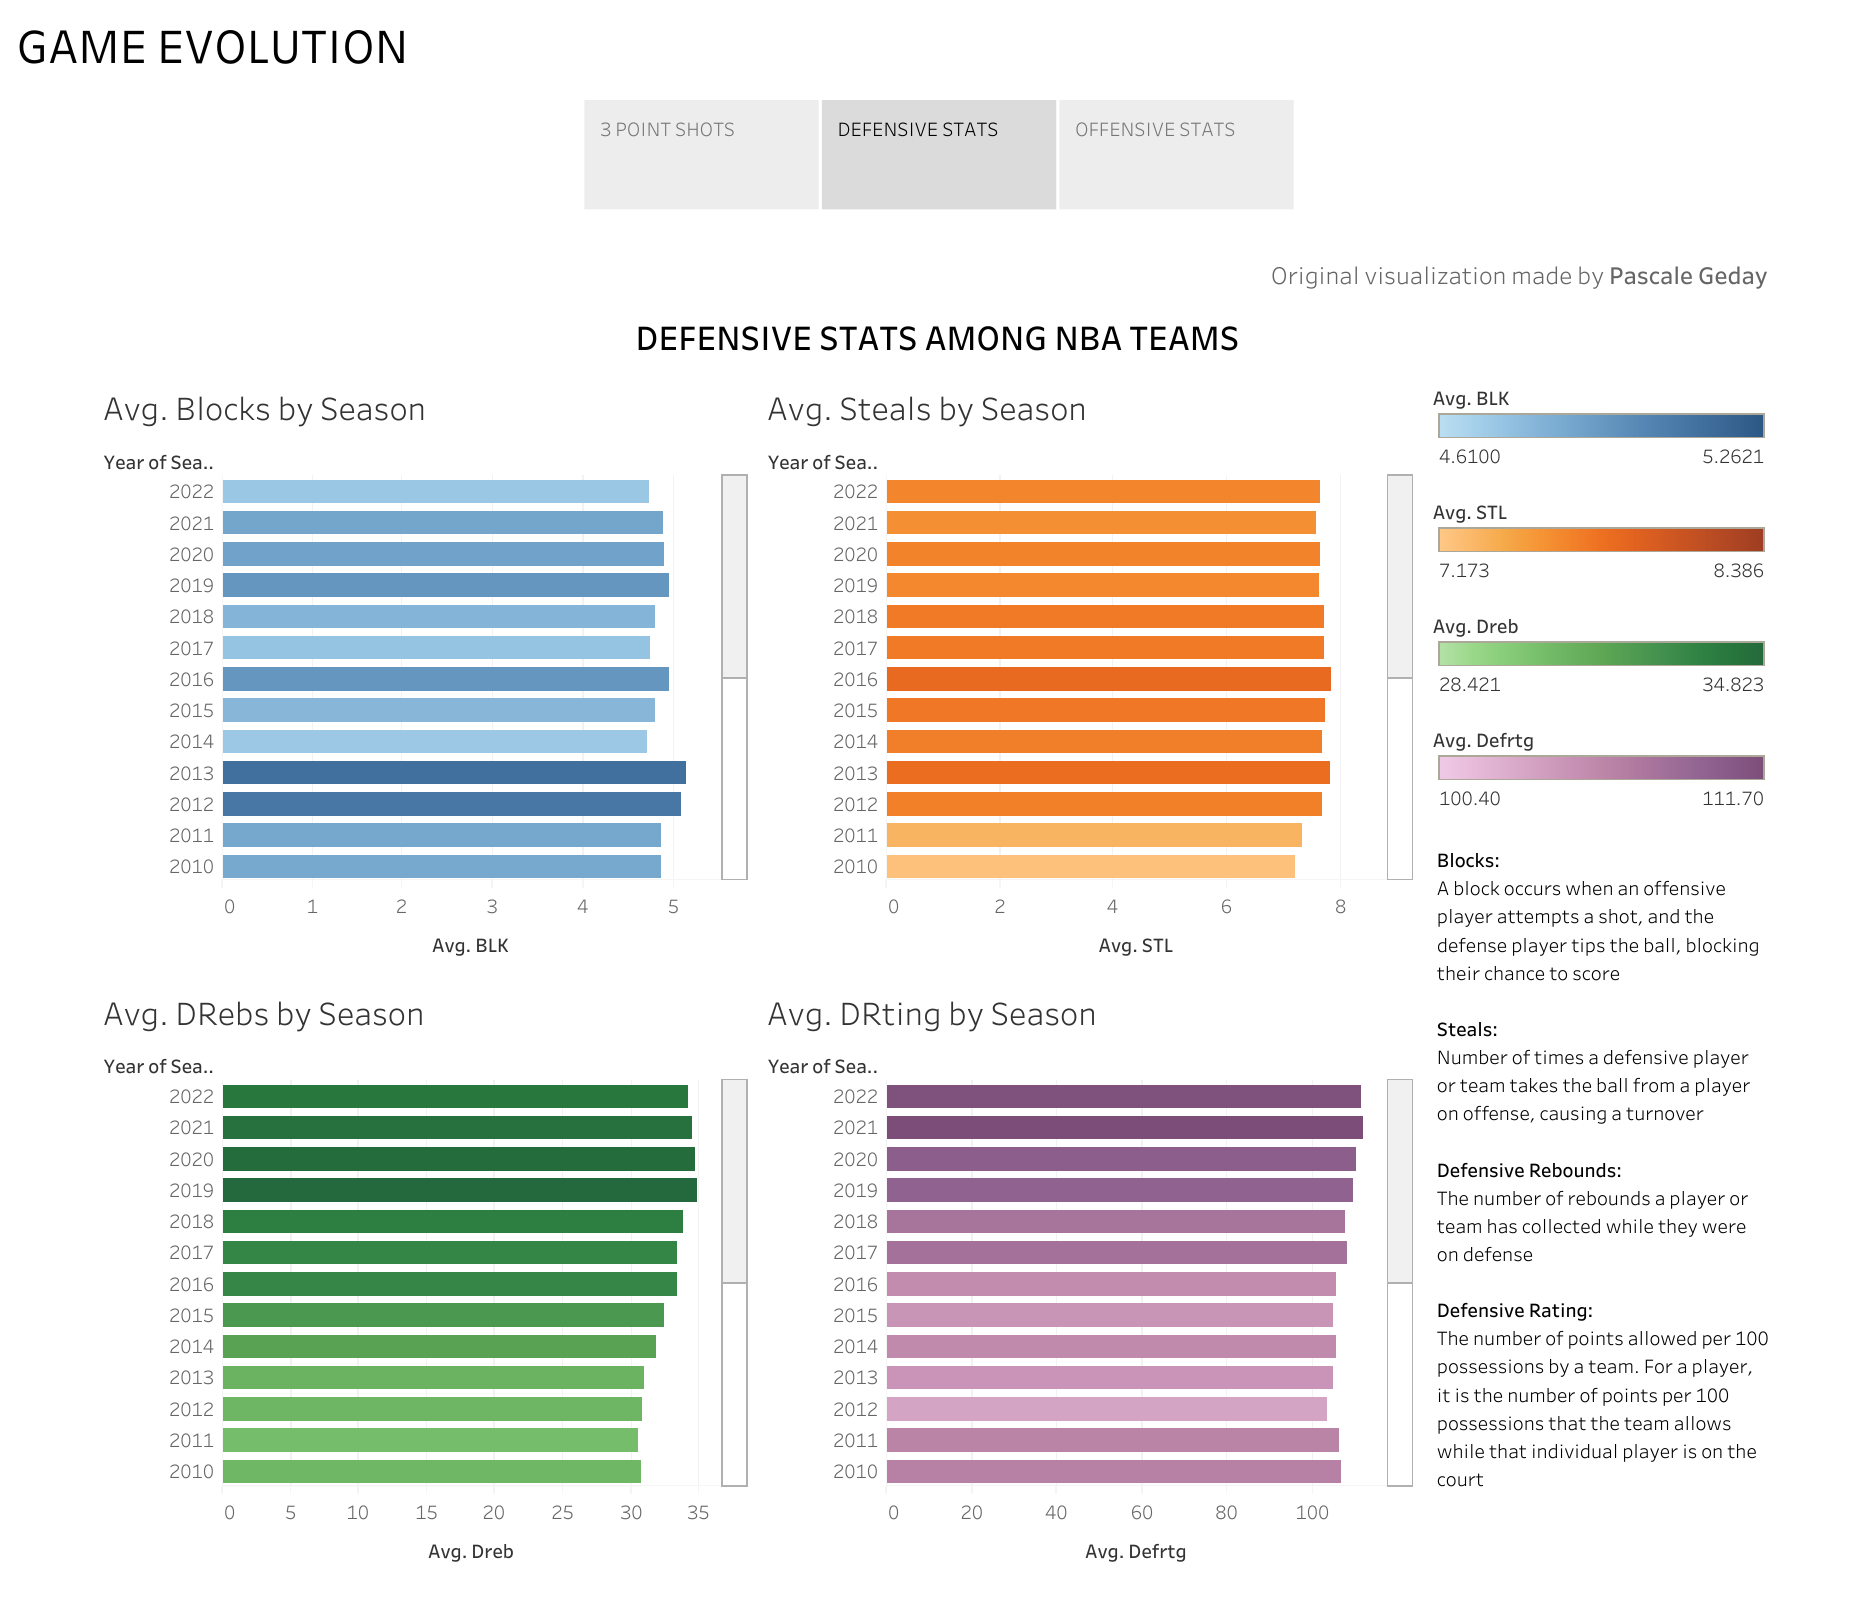 GAME EVOLUTION
3 POINT SHOTS
DEFENSIVE STATS
OFFENSIVE STATS
Original visualization made by Pascale Geday
DEFENSIVE STATS AMONG NBA TEAMS
Avg. Blocks by Season
Year of Sea..
2022
2021
2020
2019
2018
2017
2016
2015
2014
2013
2012
2011
2010
0 1 2 3 4 5
Avg. BLK
Avg. Steals by Season
Year of Sea..
2022
2021
2020
2019
2018
2017
2016
2015
2014
2013
2012
2011
2010
0 2 4 6 8
Avg. STL
Avg. DRebs by Season
Year of Sea..
2022
2021
2020
2019
2018
2017
2016
2015
2014
2013
2012
2011
2010
0 5 10 15 20 25 30 35
Avg. Dreb
Avg. DRting by Season
Year of Sea..
2022
2021
2020
2019
2018
2017
2016
2015
2014
2013
2012
2011
2010
0 20 40 60 80 100
Avg. Defrtg
Avg. BLK
4.6100 5.2621
Avg. STL
7.173 8.386
Avg. Dreb
28.421 34.823
Avg. Defrtg
100.40 111.70
Blocks:
A block occurs when an offensive
player attempts a shot, and the
defense player tips the ball, blocking
their chance to score
Steals:
Number of times a defensive player
or team takes the ball from a player
on offense, causing a turnover
Defensive Rebounds:
The number of rebounds a player or
team has collected while they were
on defense
Defensive Rating:
The number of points allowed per 100
possessions by a team. For a player,
it is the number of points per 100
possessions that the team allows
while that individual player is on the
court